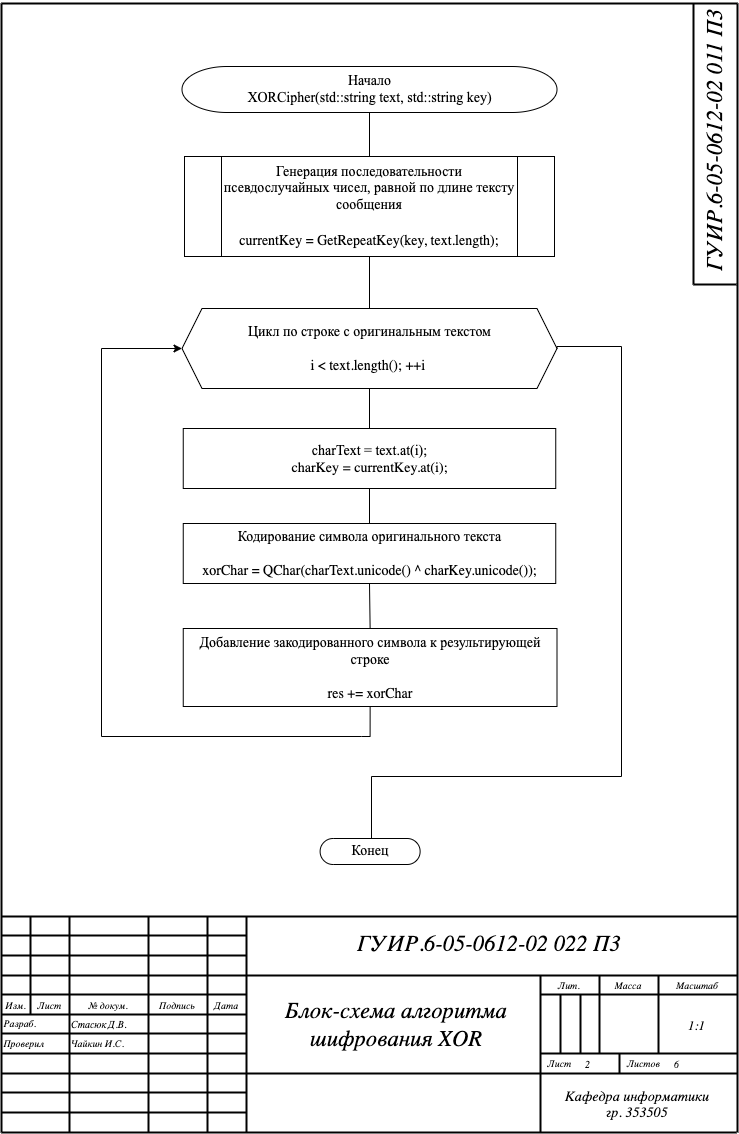 ГУИР.6-05-0612-02 011 ПЗ
Начало
XORCipher(std::string text, std::string key)
Генерация последовательности
псевдослучайных чисел, равной по длине тексту
сообщения
currentKey = GetRepeatKey(key, text.length);
Цикл по строке с оригинальным текстом
i < text.length(); ++i
charText = text.at(i);
charKey = currentKey.at(i);
Кодирование символа оригинального текста
xorChar = QChar(charText.unicode() ^ charKey.unicode());
Добавление закодированного символа к результирующей
строке
res += xorChar
Конец
ГУИР.6-05-0612-02 022 ПЗ
Изм. Лист № докум. Подпись Дата
Разраб. Стасюк Д.В.
Проверил Чайкин И.С.
Блок-схема алгоритма
шифрования XOR
Лит. Масса Масштаб
1:1
Лист 2 Листов 6
Кафедра информатики
гр. 353505